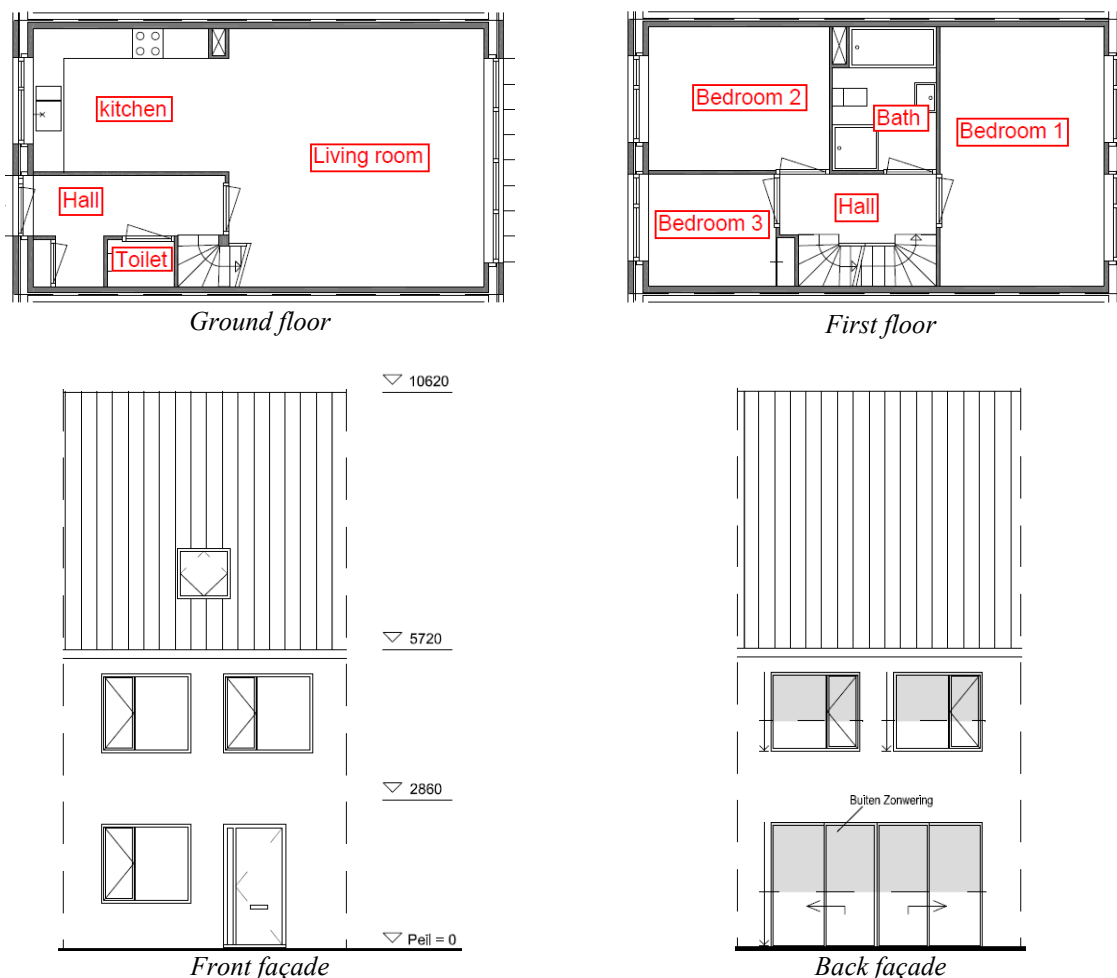 kitchen
Living room
Hall
Toilet
Ground floor
Bedroom 2
Bath
Bedroom 1
Bedroom 3
Hall
First floor
10620
5720
2860
Peil = 0
Front façade
Buiten Zonwering
Back façade